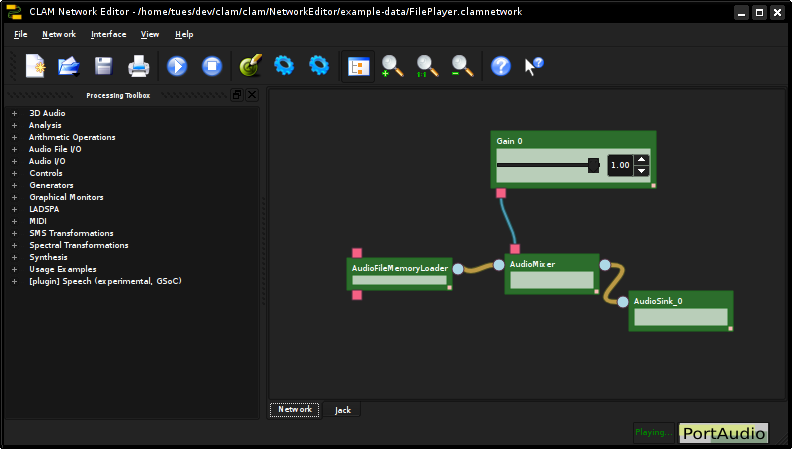 CLAM Network Editor - /home/tues/dev/clam/clam/NetworkEditor/example-data/FilePlayer.clamnetwork
File Network Interface View Help
1:1
Processing Toolbox
+ 3D Audio
+ Analysis
+ Arithmetic Operations
+ Audio File I/O
+ Audio I/O
+ Controls
+ Generators
+ Graphical Monitors
+ LADSPA
+ MIDI
+ SMS Transformations
+ Spectral Transformations
+ Synthesis
+ Usage Examples
+ [plugin] Speech (experimental, GSoC)
Gain 0
1.00
AudioFileMemoryLoader
AudioMixer
AudioSink_0
Network Jack
Playing...
PortAudio